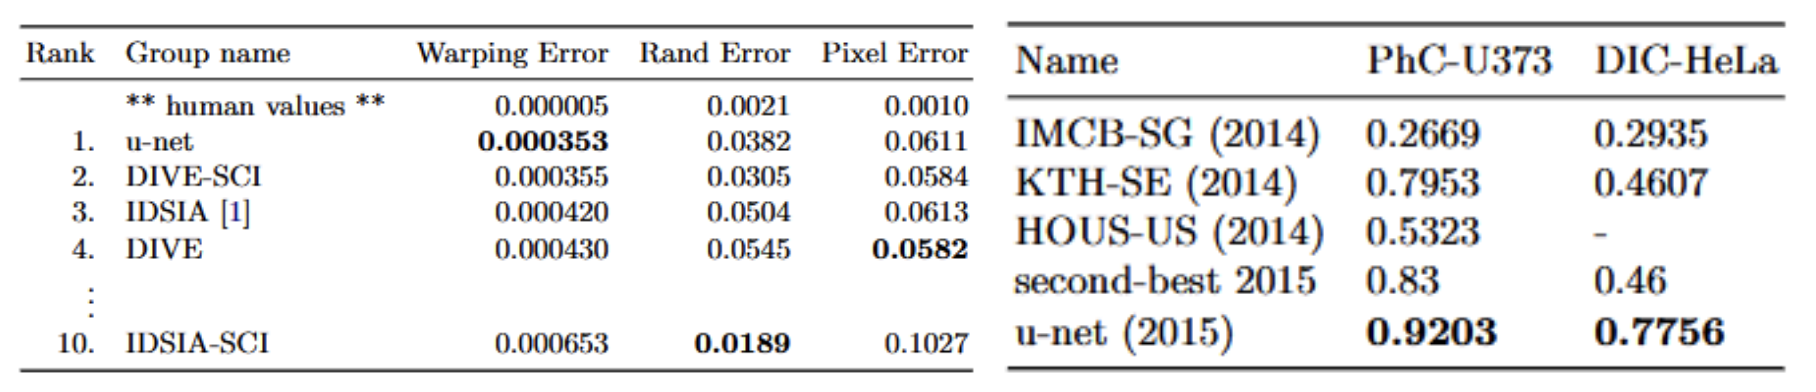 Rank Group name Warping Error Rand Error Pixel Error
** human values ** 0.000005 0.0021 0.0010
1. u-net 0.000353 0.0382 0.0611
2. DIVE-SCI 0.000355 0.0305 0.0584
3. IDSIA [1] 0.000420 0.0504 0.0613
4. DIVE 0.000430 0.0545 0.0582
⋮
10. IDSIA-SCI 0.000653 0.0189 0.1027
Name PhC-U373 DIC-HeLa
IMCB-SG (2014) 0.2669 0.2935
KTH-SE (2014) 0.7953 0.4607
HOUS-US (2014) 0.5323 -
second-best 2015 0.83 0.46
u-net (2015) 0.9203 0.7756